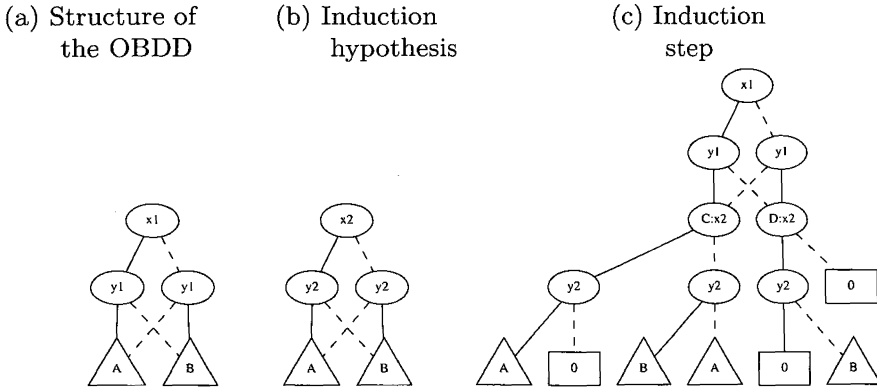 (a) Structure of
the OBDD
(b) Induction
hypothesis
(c) Induction
step
x1
y1 y1
x1
x2
C:x2 D:x2
y1 y1
y2 y2
y2 y2 y2 0
A B
A B
A 0 B A 0 B